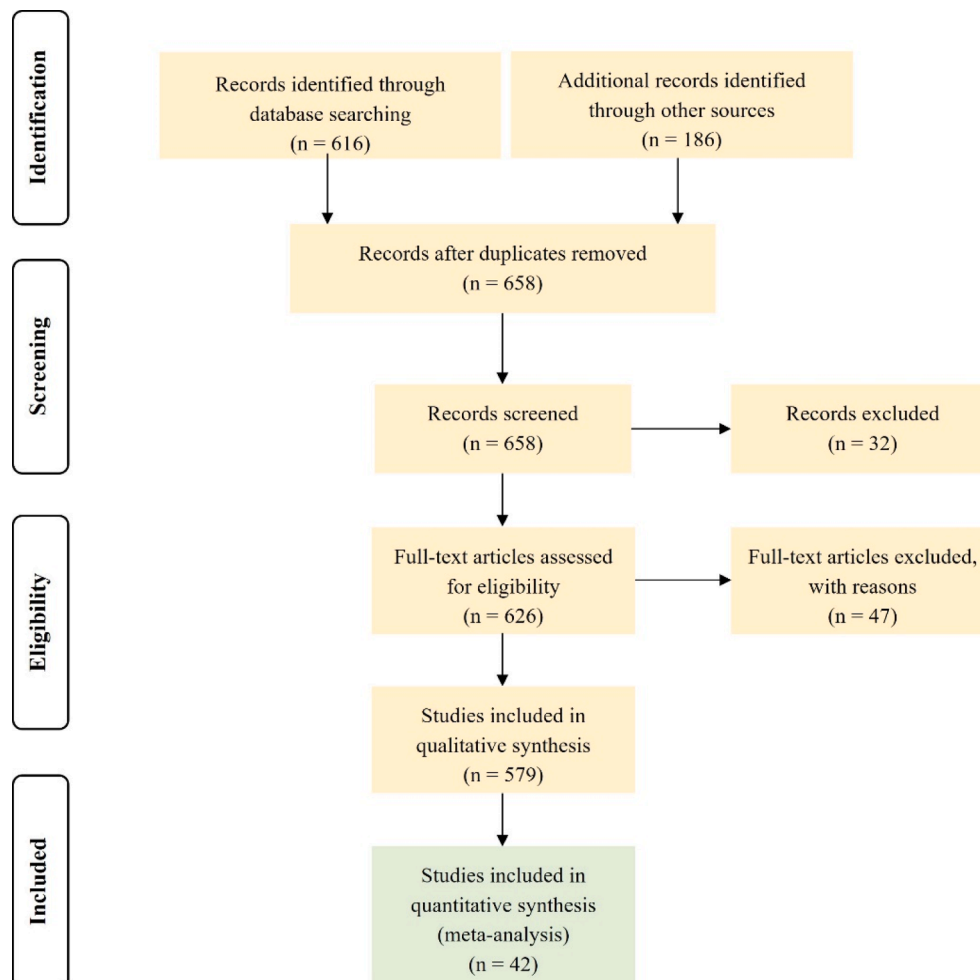 Identification
Records identified through
database searching
(n = 616)
Additional records identified
through other sources
(n = 186)
Records after duplicates removed
(n = 658)
Screening
Records screened
(n = 658)
Records excluded
(n = 32)
Eligibility
Full-text articles assessed
for eligibility
(n = 626)
Full-text articles excluded,
with reasons
(n = 47)
Studies included in
qualitative synthesis
(n = 579)
Included
Studies included in
quantitative synthesis
(meta-analysis)
(n = 42)